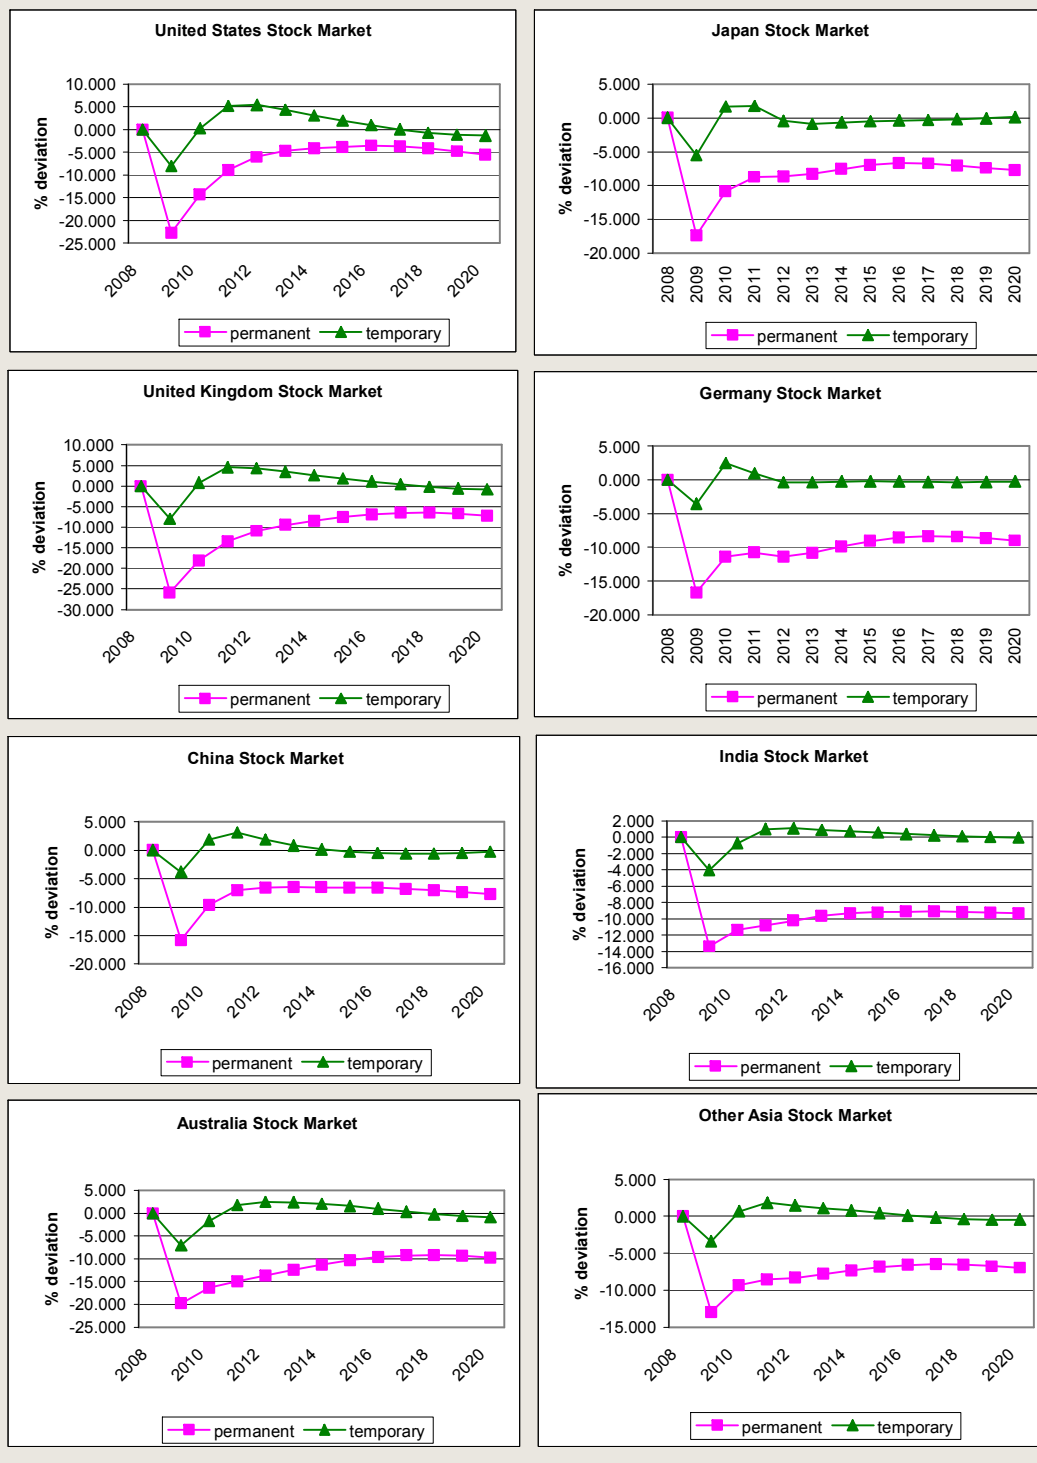 United States Stock Market
% deviation
10.000
5.000
0.000
-5.000
-10.000
-15.000
-20.000
-25.000
2008 2010 2012 2014 2016 2018 2020
permanent temporary
Japan Stock Market
% deviation
5.000
0.000
-5.000
-10.000
-15.000
-20.000
2008 2009 2010 2011 2012 2013 2014 2015 2016 2017 2018 2019 2020
permanent temporary
United Kingdom Stock Market
% deviation
10.000
5.000
0.000
-5.000
-10.000
-15.000
-20.000
-25.000
-30.000
2008 2010 2012 2014 2016 2018 2020
permanent temporary
Germany Stock Market
% deviation
5.000
0.000
-5.000
-10.000
-15.000
-20.000
2008 2009 2010 2011 2012 2013 2014 2015 2016 2017 2018 2019 2020
permanent temporary
China Stock Market
% deviation
5.000
0.000
-5.000
-10.000
-15.000
-20.000
2008 2010 2012 2014 2016 2018 2020
permanent temporary
India Stock Market
% deviation
2.000
0.000
-2.000
-4.000
-6.000
-8.000
-10.000
-12.000
-14.000
-16.000
2008 2010 2012 2014 2016 2018 2020
permanent temporary
Australia Stock Market
% deviation
5.000
0.000
-5.000
-10.000
-15.000
-20.000
-25.000
2008 2010 2012 2014 2016 2018 2020
permanent temporary
Other Asia Stock Market
% deviation
5.000
0.000
-5.000
-10.000
-15.000
2008 2010 2012 2014 2016 2018 2020
permanent temporary